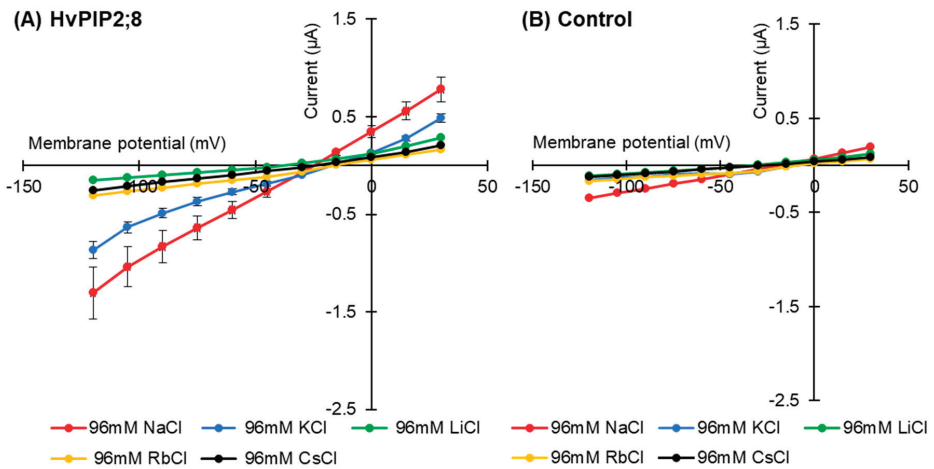 (A) HvPIP2;8
Current (µA)
1.5
0.5
-0.5
-1.5
-2.5
Membrane potential (mV)
-150
-100
-50
0
50
96mM NaCl
96mM KCl
96mM LiCl
96mM RbCl
96mM CsCl
(B) Control
Current (µA)
1.5
0.5
-0.5
-1.5
-2.5
Membrane potential (mV)
-150
-100
-50
0
50
96mM NaCl
96mM KCl
96mM LiCl
96mM RbCl
96mM CsCl